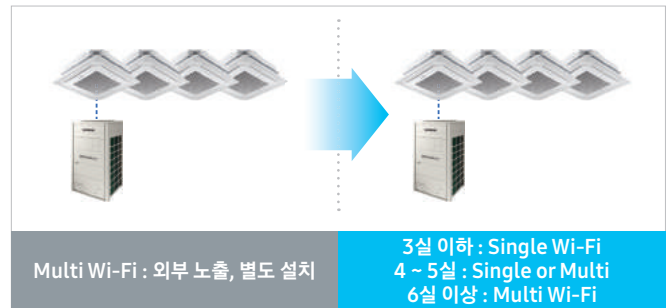 Multi Wi-Fi : 외부 노출, 별도 설치
3실 이하 : Single Wi-Fi
4 ~ 5실 : Single or Multi
6실 이상 : Multi Wi-Fi